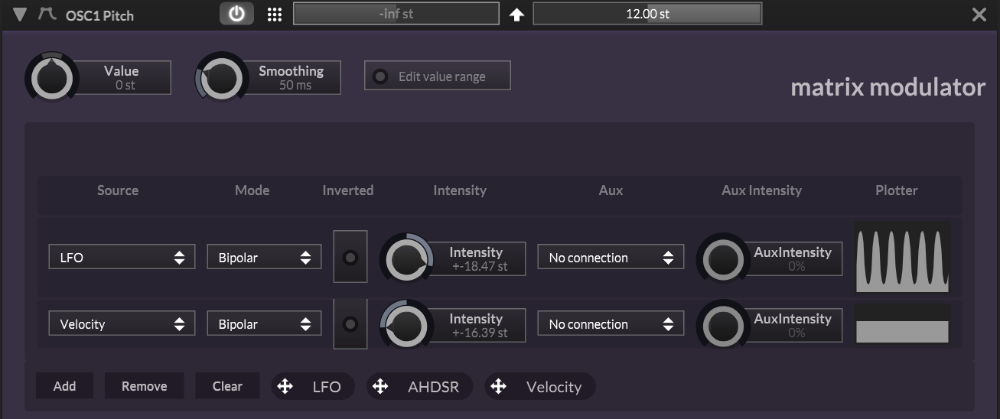 OSC1 Pitch -inf st 12.00 st
Value
0 st
Smoothing
50 ms
Edit value range
matrix modulator
Source Mode Inverted Intensity Aux Aux Intensity Plotter
LFO Bipolar Intensity
+-18.47 st No connection AuxIntensity
0%
Velocity Bipolar Intensity
+-16.39 st No connection AuxIntensity
0%
Add Remove Clear LFO AHDSR Velocity